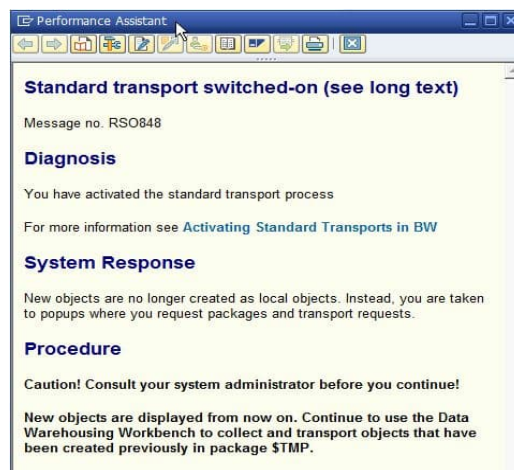 Performance Assistant
Standard transport switched-on (see long text)
Message no. RSO848
Diagnosis
You have activated the standard transport process
For more information see Activating Standard Transports in BW
System Response
New objects are no longer created as local objects. Instead, you are taken
to popups where you request packages and transport requests.
Procedure
Caution! Consult your system administrator before you continue!
New objects are displayed from now on. Continue to use the Data
Warehousing Workbench to collect and transport objects that have
been created previously in package $TMP.